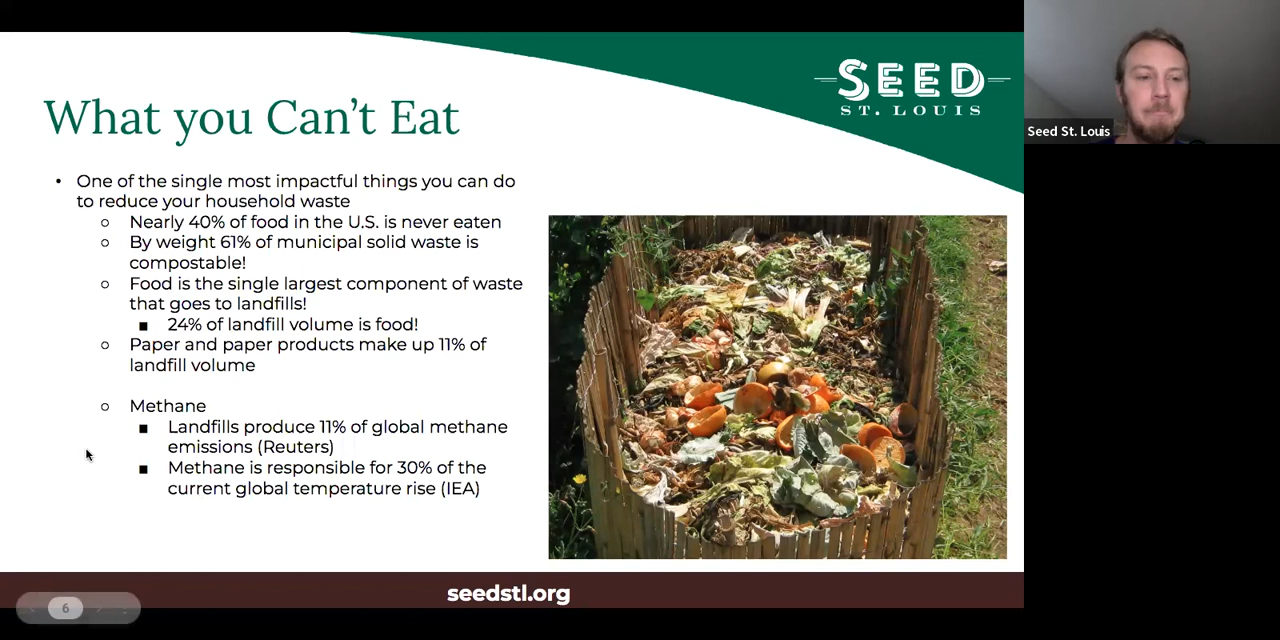 SEED
ST. LOUIS
Seed St. Louis
What you Can't Eat
• One of the single most impactful things you can do
to reduce your household waste
○ Nearly 40% of food in the U.S. is never eaten
○ By weight 61% of municipal solid waste is
compostable!
○ Food is the single largest component of waste
that goes to landfills!
■ 24% of landfill volume is food!
○ Paper and paper products make up 11% of
landfill volume
○ Methane
■ Landfills produce 11% of global methane
emissions (Reuters)
■ Methane is responsible for 30% of the
current global temperature rise (IEA)
seedstl.org
6